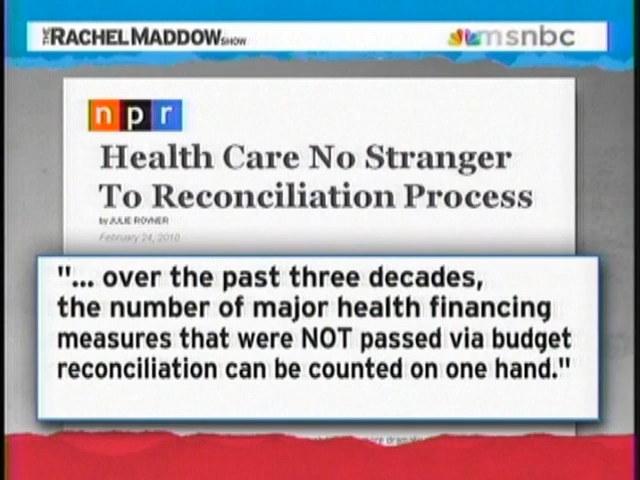 THE RACHEL MADDOW SHOW
msnbc
npr
Health Care No Stranger
To Reconciliation Process
by JULIE ROVNER
February 24, 2010
"... over the past three decades,
the number of major health financing
measures that were NOT passed via budget
reconciliation can be counted on one hand."